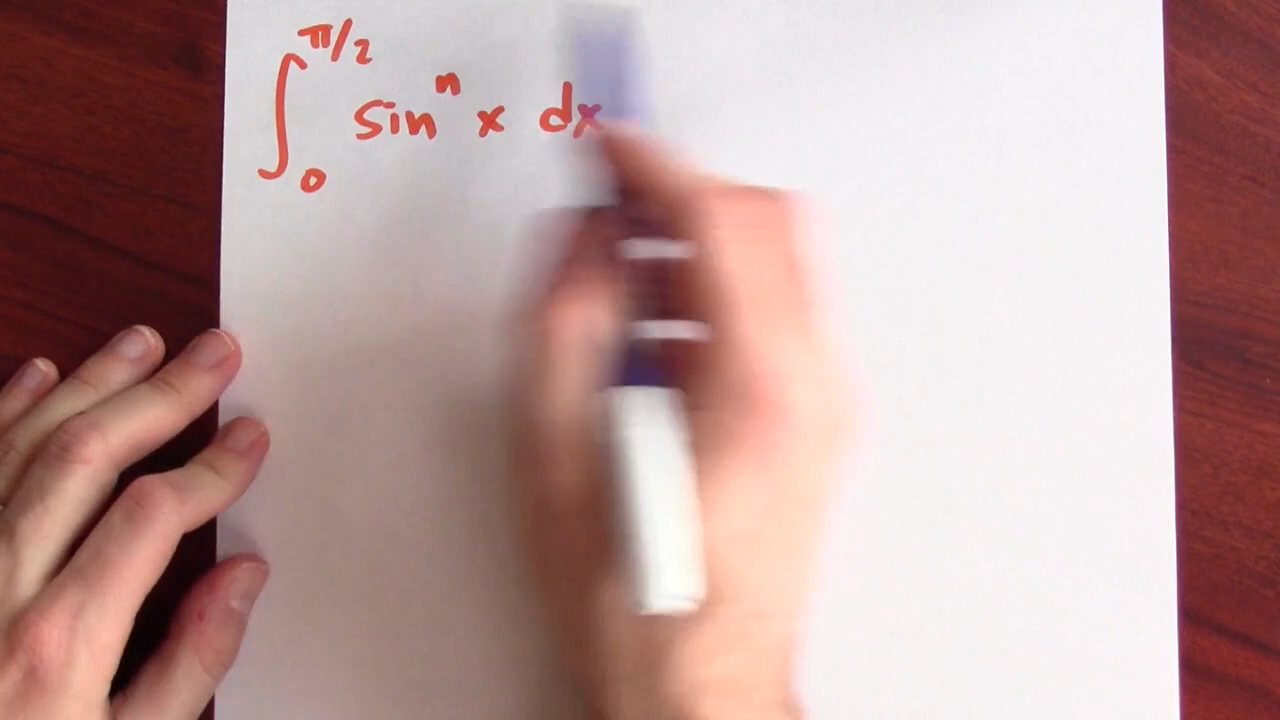 ∫₀^{π/2} sinⁿ x dx